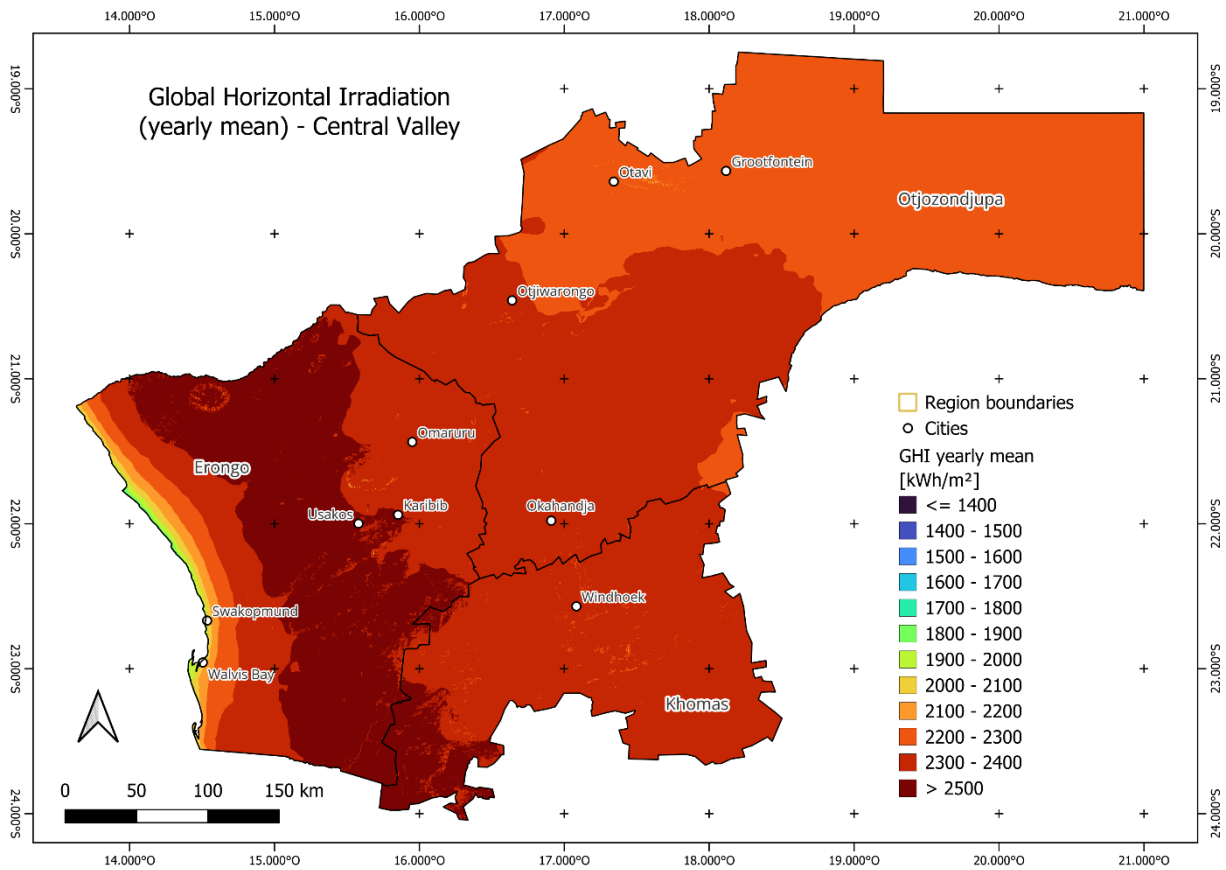 14.000°O 15.000°O 16.000°O 17.000°O 18.000°O 19.000°O 20.000°O 21.000°O
Global Horizontal Irradiation
(yearly mean) - Central Valley
19.000°S
19.000°S
Otavi
Grootfontein
Otjozondjupa
20.000°S
20.000°S
Otjiwarongo
21.000°S
21.000°S
Omaruru
Erongo
Usakos
Karibib
Okahandja
22.000°S
22.000°S
Swakopmund
Windhoek
Walvis Bay
23.000°S
23.000°S
Khomas
Region boundaries
Cities
GHI yearly mean
[kWh/m²]
<= 1400
1400 - 1500
1500 - 1600
1600 - 1700
1700 - 1800
1800 - 1900
1900 - 2000
2000 - 2100
2100 - 2200
2200 - 2300
2300 - 2400
> 2500
0 50 100 150 km
24.000°S
24.000°S
14.000°O 15.000°O 16.000°O 17.000°O 18.000°O 19.000°O 20.000°O 21.000°O